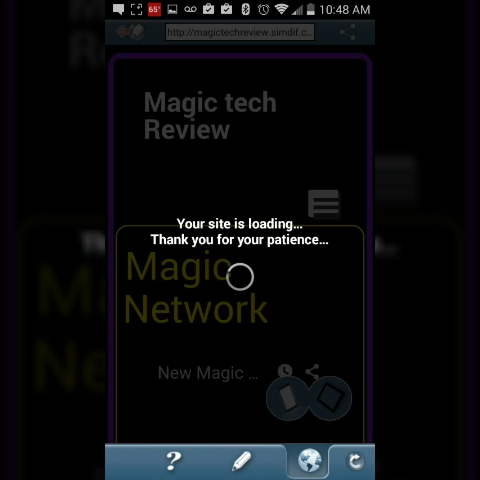 65°
10:48 AM
http://magictechreview.simdif.c...
Magic tech
Review
Your site is loading...
Thank you for your patience...
Magic
Network
New Magic ...
?